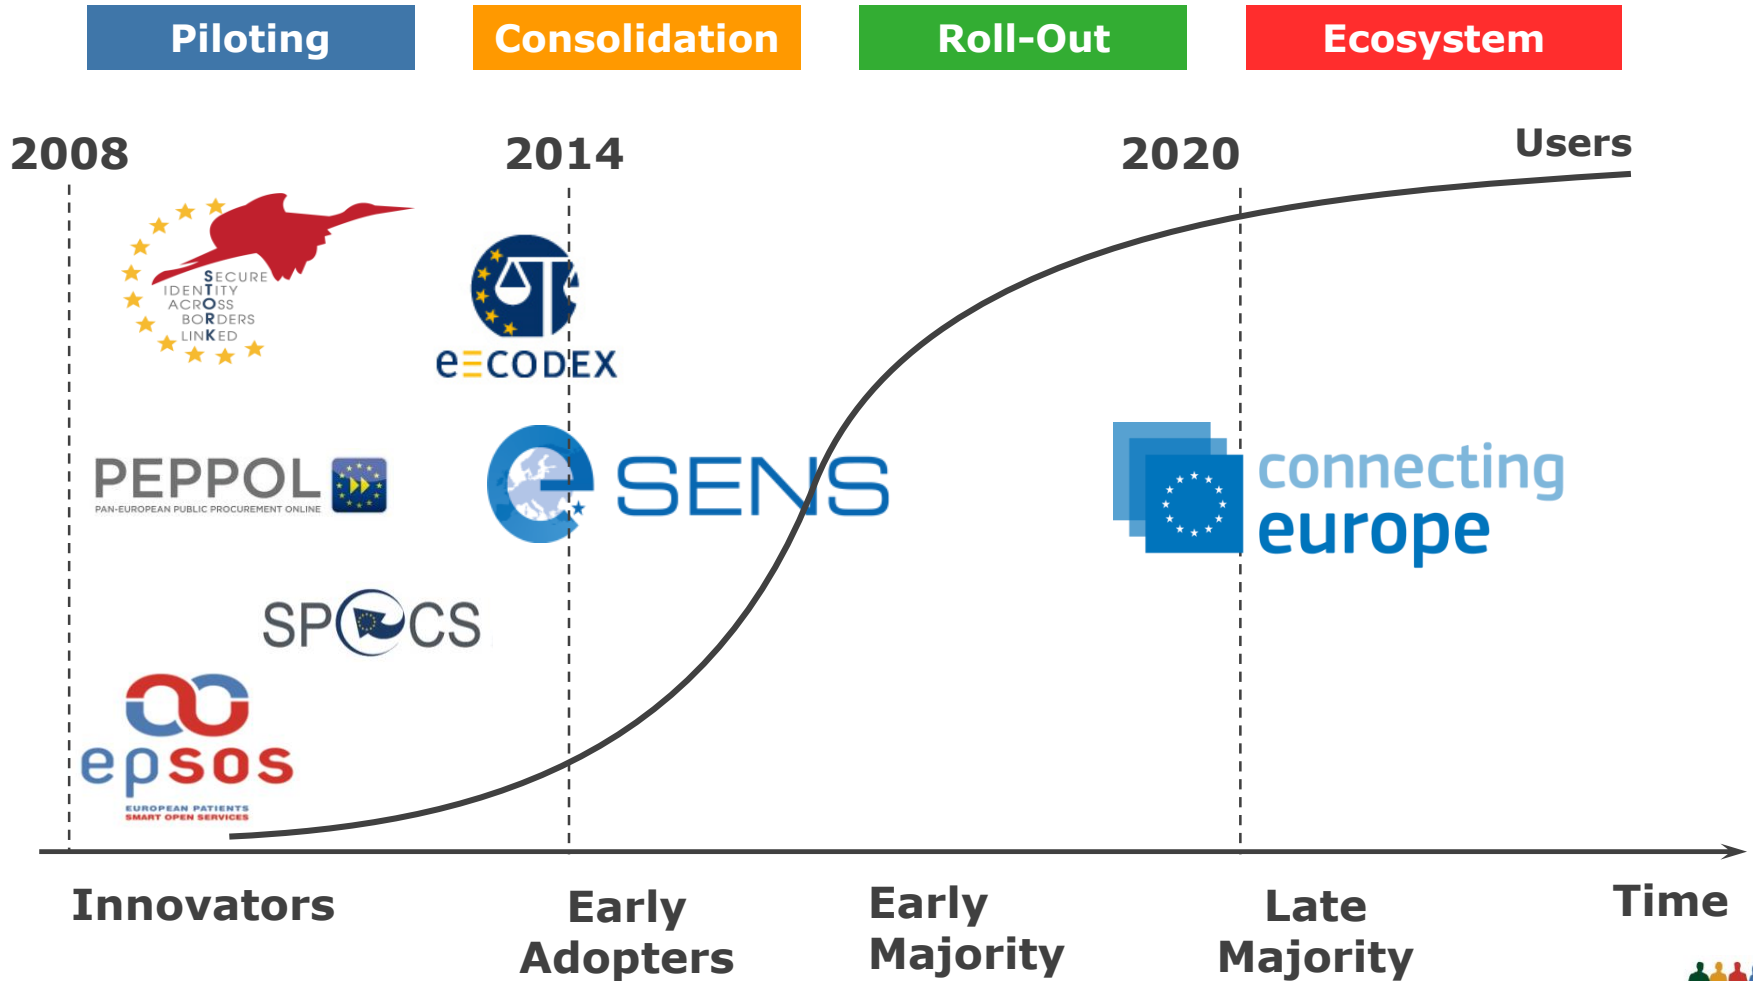 Piloting
Consolidation
Roll-Out
Ecosystem
2008
2014
2020
Users
SECURE
IDENTITY
ACROSS
BORDERS
LINKED
e-CODEX
PEPPOL
PAN-EUROPEAN PUBLIC PROCUREMENT ONLINE
e SENS
connecting
europe
SPOCS
epsos
EUROPEAN PATIENTS
SMART OPEN SERVICES
Innovators
Early
Adopters
Early
Majority
Late
Majority
Time